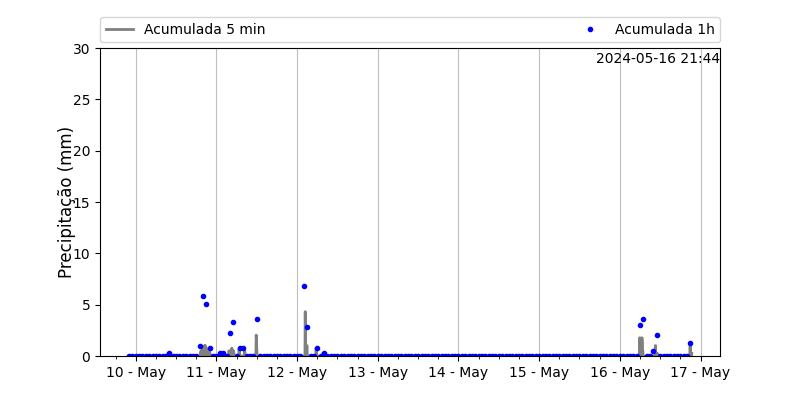 Acumulada 5 min
Acumulada 1h
2024-05-16 21:44
30
25
20
15
10
5
0
Precipitação (mm)
10 - May 11 - May 12 - May 13 - May 14 - May 15 - May 16 - May 17 - May